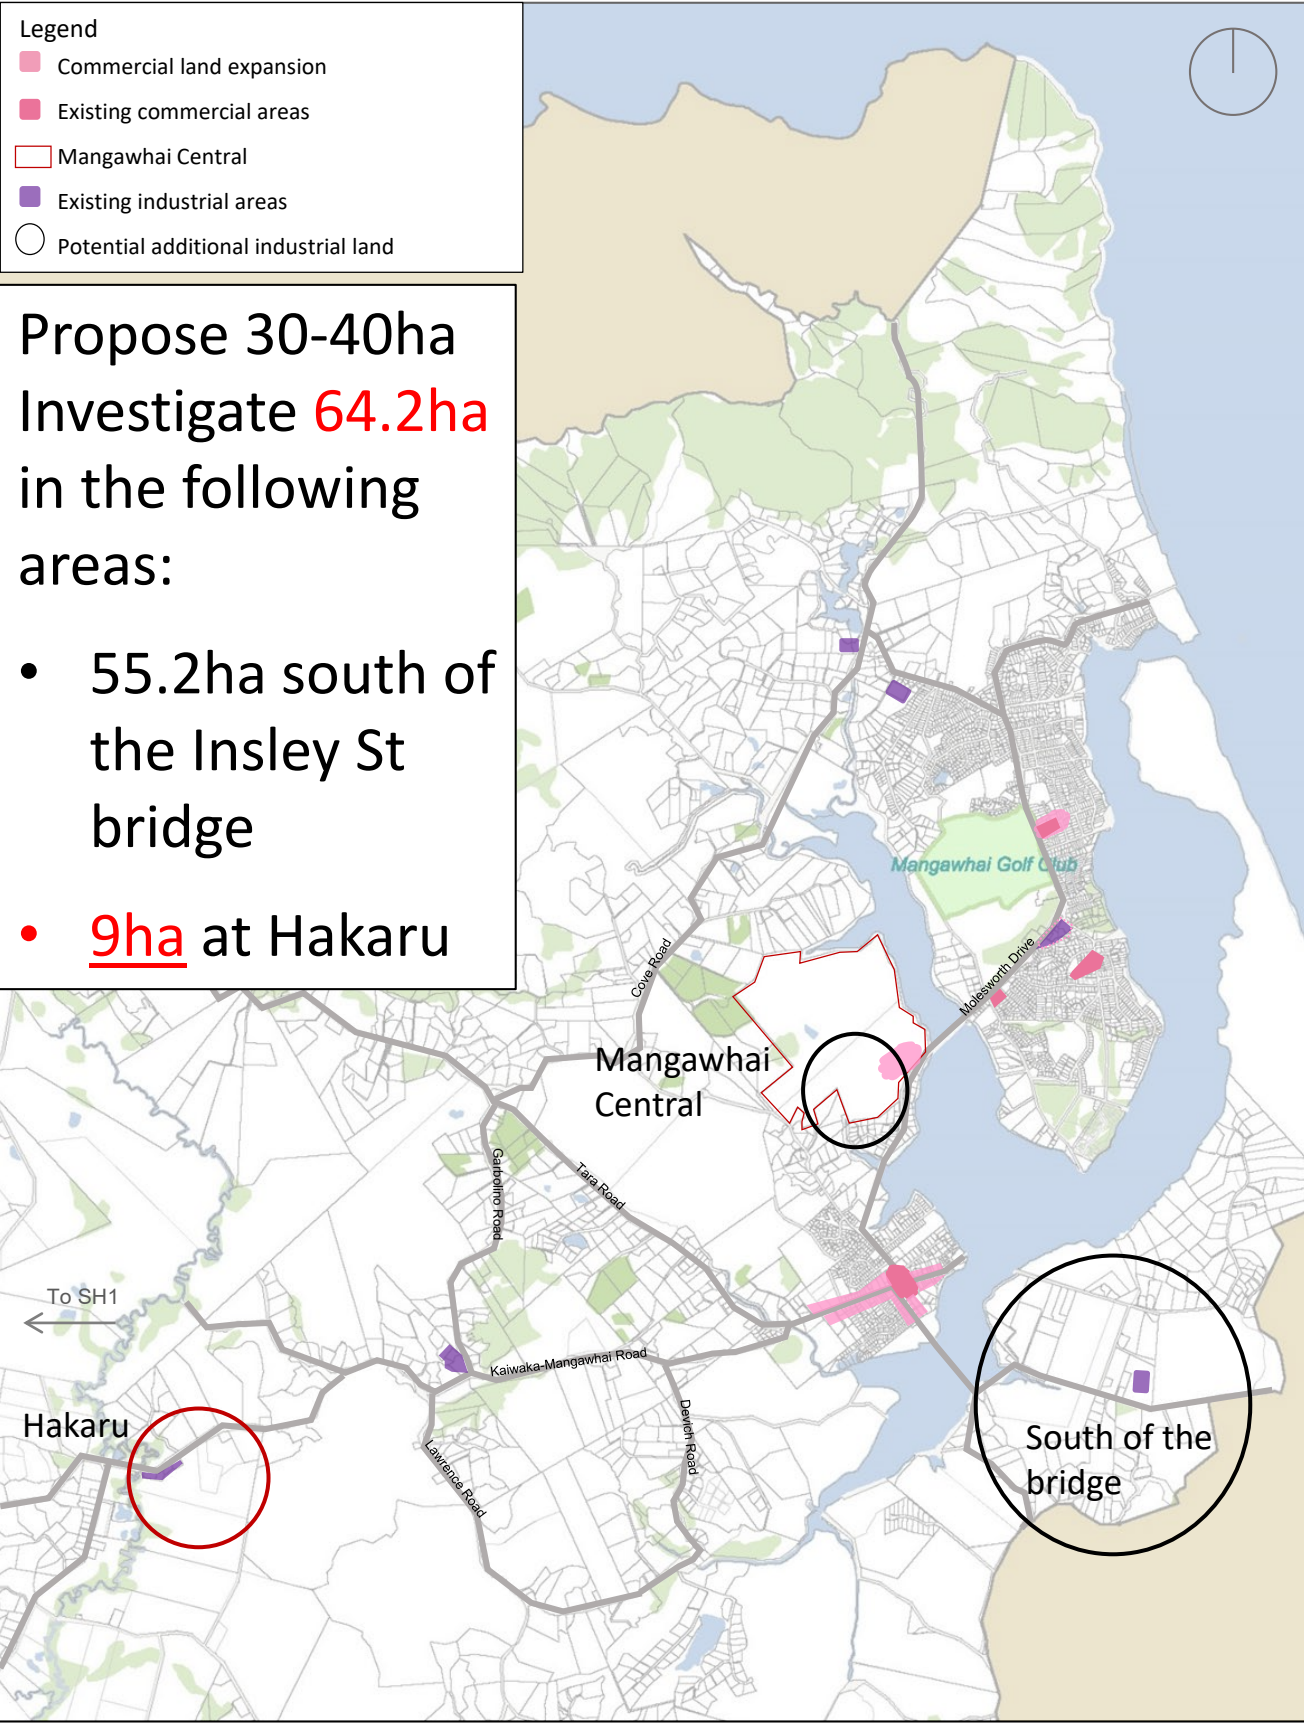 Legend
Commercial land expansion
Existing commercial areas
Mangawhai Central
Existing industrial areas
Potential additional industrial land
Propose 30-40ha
Investigate 64.2ha
in the following
areas:
• 55.2ha south of
the Insley St
bridge
• 9ha at Hakaru
Mangawhai Golf Club
Molesworth Drive
Cove Road
Mangawhai
Central
Garbolino Road
Tara Road
To SH1
Kaiwaka-Mangawhai Road
Devich Road
Lawrence Road
Hakaru
South of the
bridge